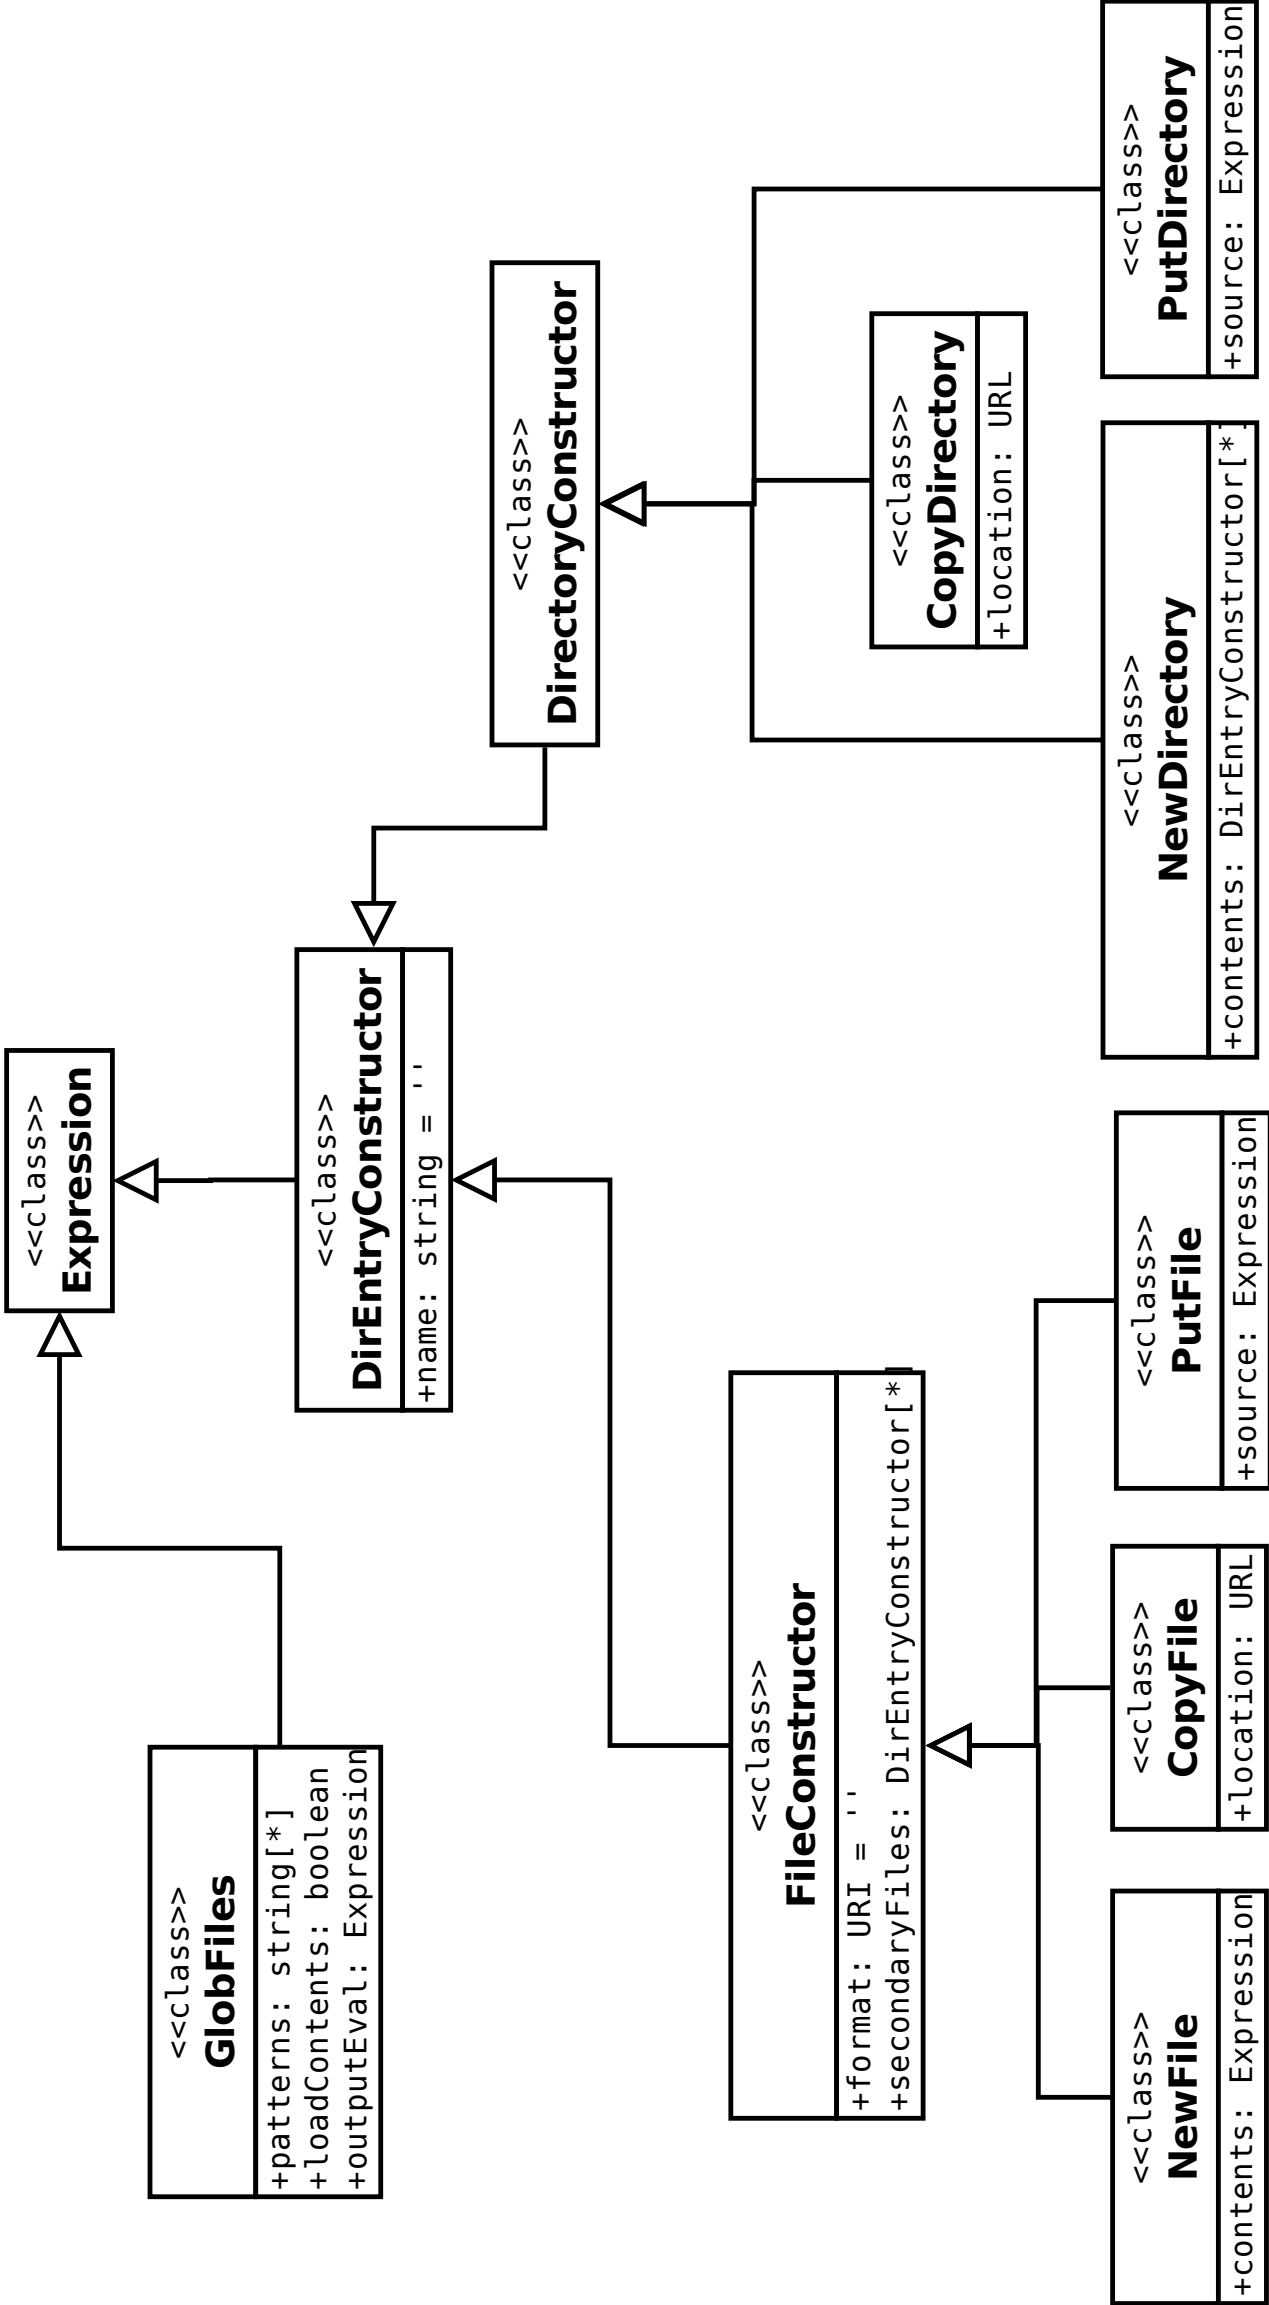 <<class>>
Expression
<<class>>
GlobFiles
+patterns: string[*]
+loadContents: boolean
+outputEval: Expression
<<class>>
DirEntryConstructor
+name: string = ''
<<class>>
DirectoryConstructor
<<class>>
FileConstructor
+format: URI = ''
+secondaryFiles: DirEntryConstructor[*]
<<class>>
CopyDirectory
+location: URL
<<class>>
NewFile
+contents: Expression
<<class>>
CopyFile
+location: URL
<<class>>
PutFile
+source: Expression
<<class>>
NewDirectory
+contents: DirEntryConstructor[*]
<<class>>
PutDirectory
+source: Expression